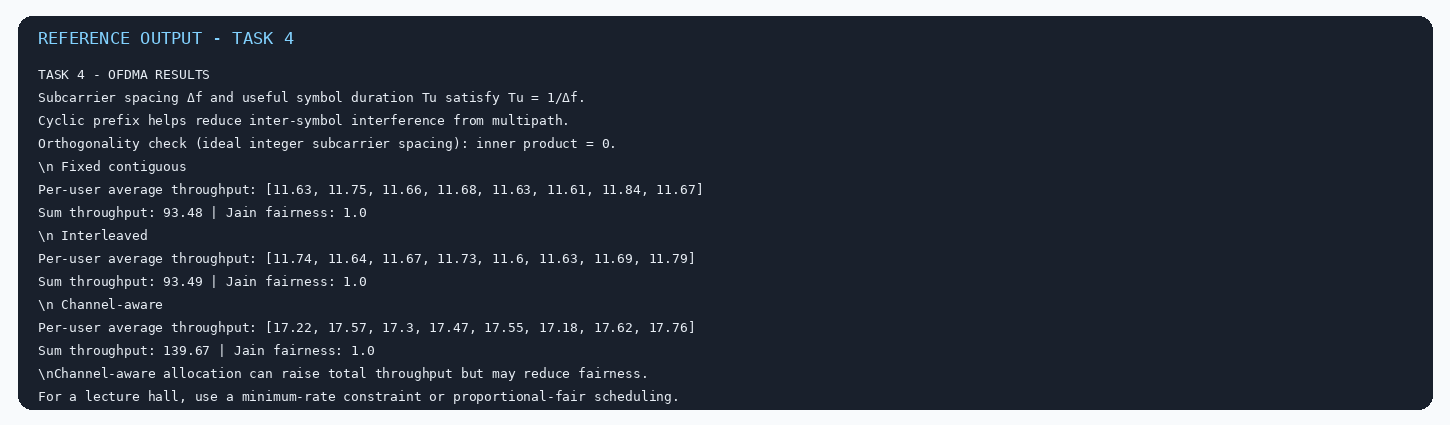 REFERENCE OUTPUT - TASK 4
TASK 4 - OFDMA RESULTS
Subcarrier spacing Δf and useful symbol duration Tu satisfy Tu = 1/Δf.
Cyclic prefix helps reduce inter-symbol interference from multipath.
Orthogonality check (ideal integer subcarrier spacing): inner product = 0.
\n Fixed contiguous
Per-user average throughput: [11.63, 11.75, 11.66, 11.68, 11.63, 11.61, 11.84, 11.67]
Sum throughput: 93.48 | Jain fairness: 1.0
\n Interleaved
Per-user average throughput: [11.74, 11.64, 11.67, 11.73, 11.6, 11.63, 11.69, 11.79]
Sum throughput: 93.49 | Jain fairness: 1.0
\n Channel-aware
Per-user average throughput: [17.22, 17.57, 17.3, 17.47, 17.55, 17.18, 17.62, 17.76]
Sum throughput: 139.67 | Jain fairness: 1.0
\nChannel-aware allocation can raise total throughput but may reduce fairness.
For a lecture hall, use a minimum-rate constraint or proportional-fair scheduling.